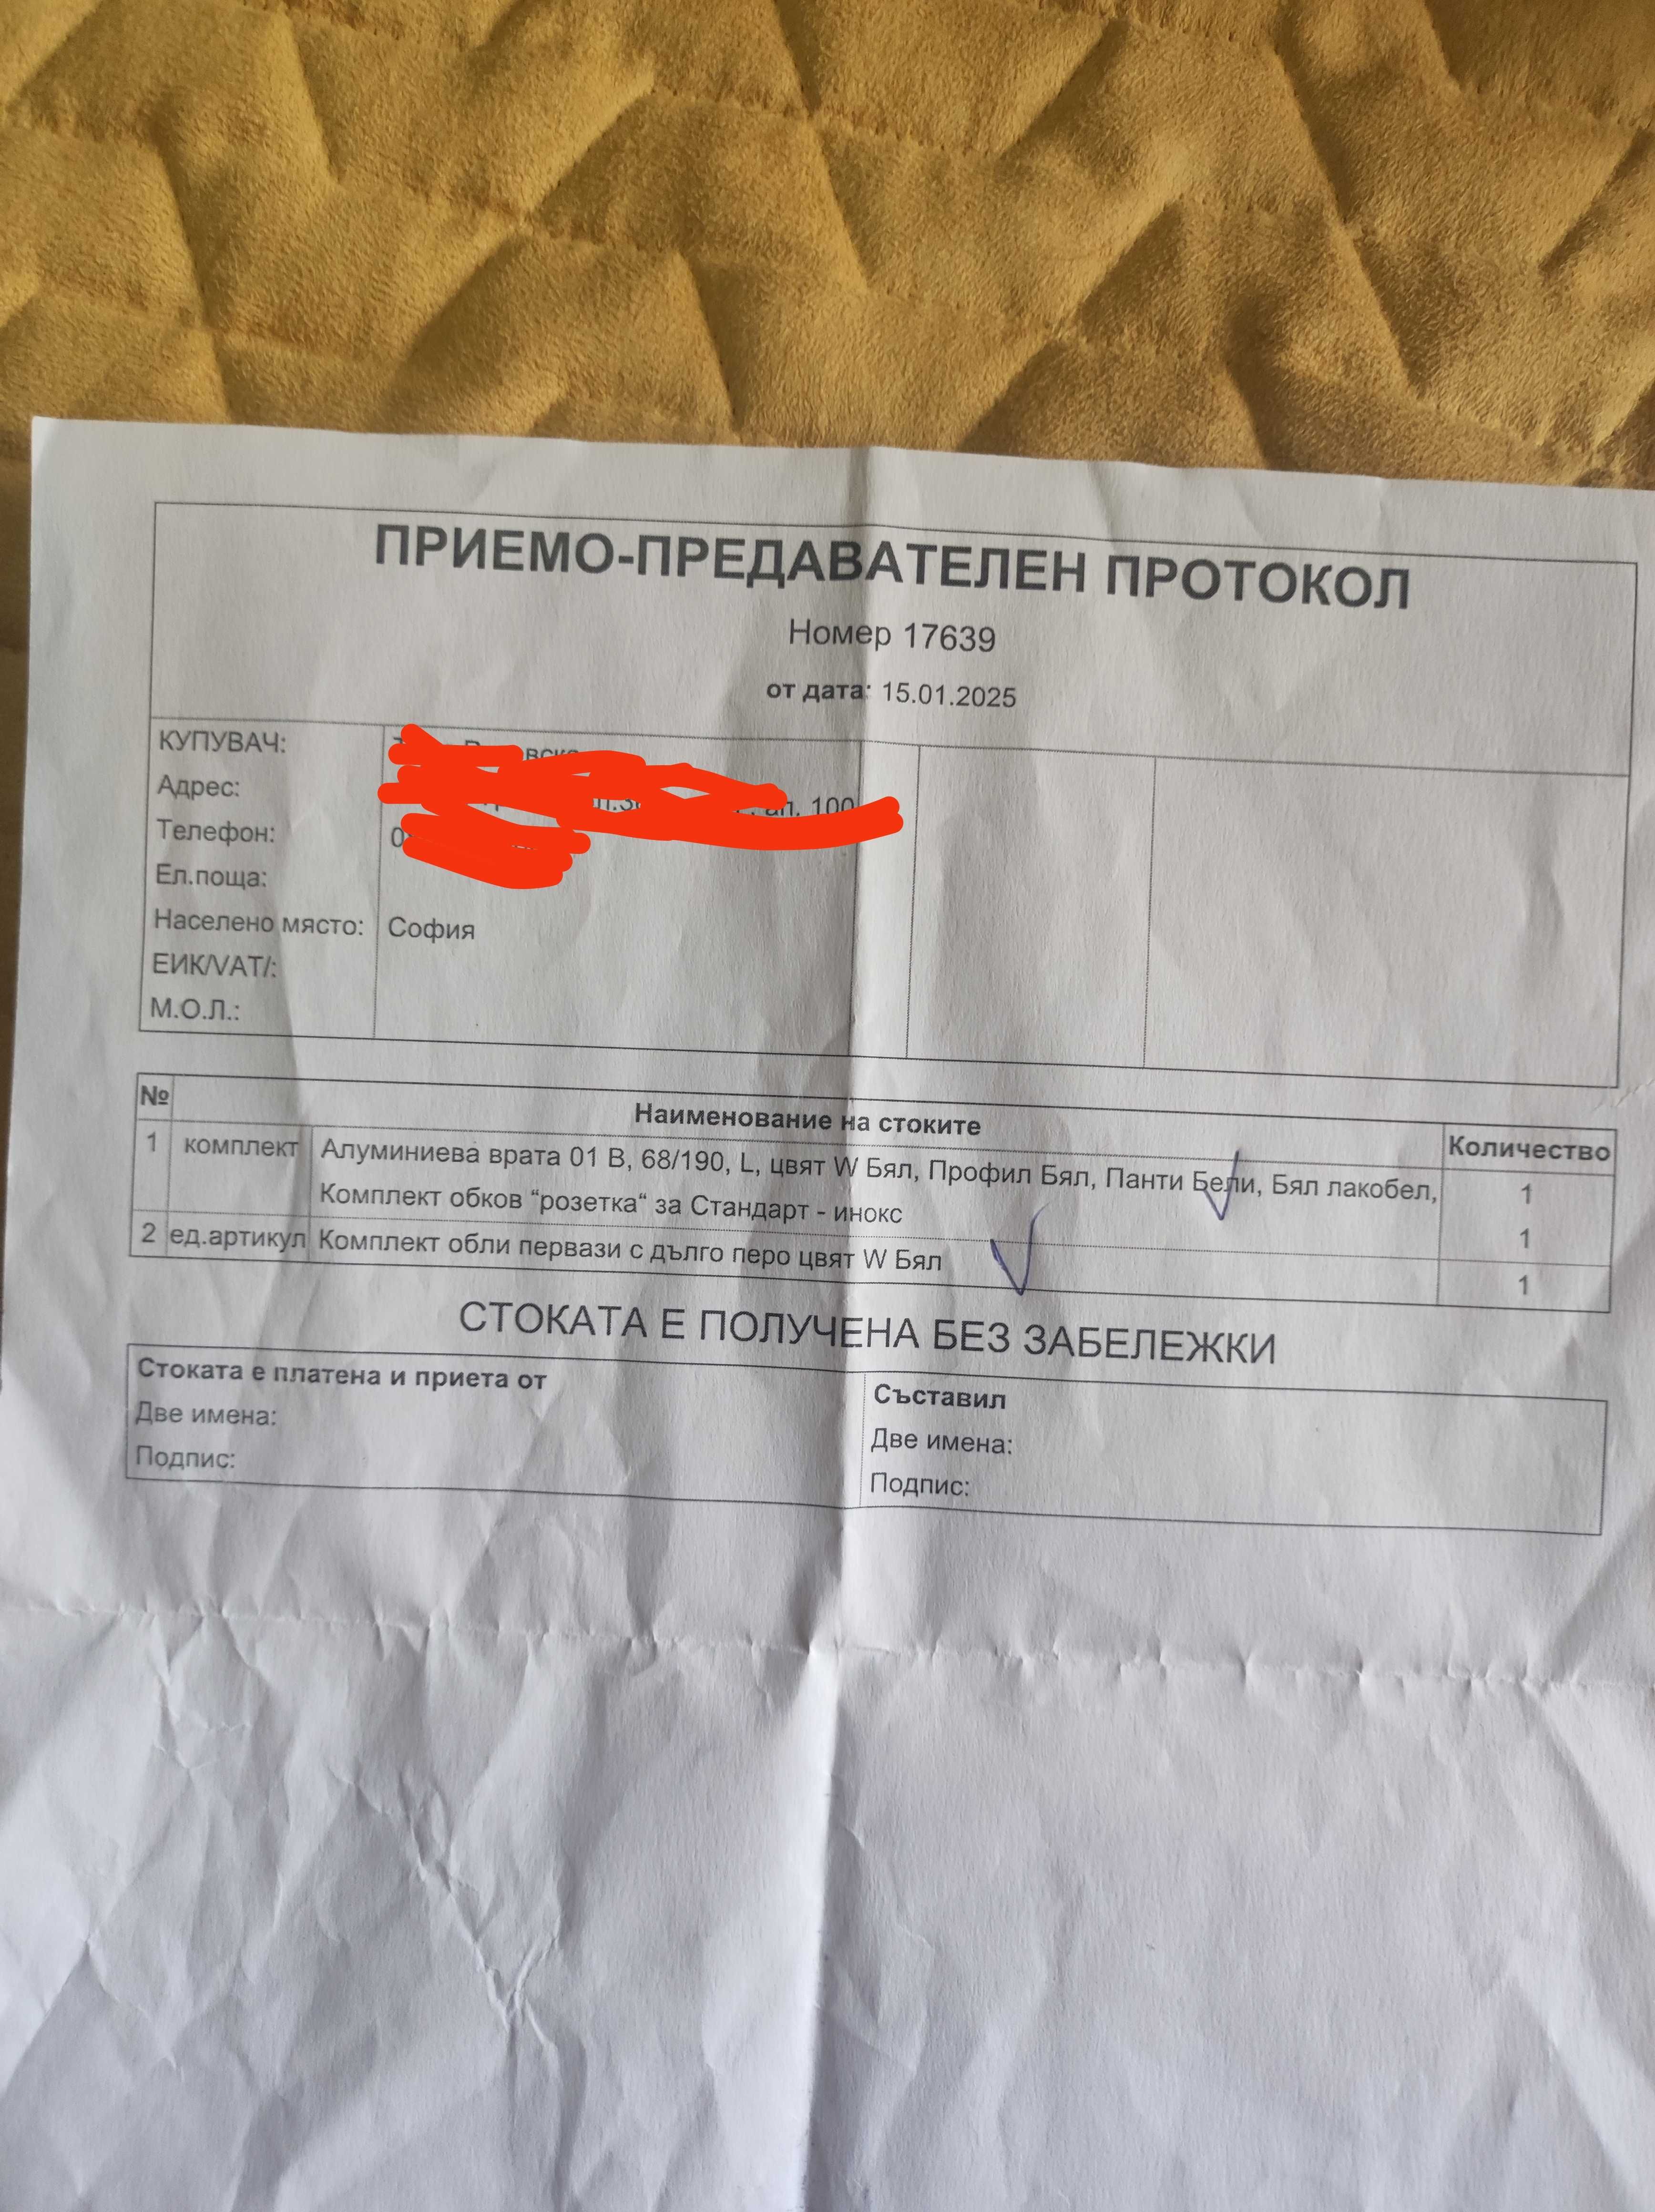 ПРИЕМО-ПРЕДАВАТЕЛЕН ПРОТОКОЛ
Номер 17639
от дата: 15.01.2025
КУПУВАЧ:
Адрес: ап. 100
Телефон: 0
Ел.поща:
Населено място: София
ЕИК/VAT/:
М.О.Л.:
№ Наименование на стоките Количество
1 комплект Алуминиева врата 01 B, 68/190, L, цвят W Бял, Профил Бял, Панти Бели, Бял лакобел, 1
Комплект обков “розетка“ за Стандарт - инокс 1
2 ед.артикул Комплект обли первази с дълго перо цвят W Бял 1
СТОКАТА Е ПОЛУЧЕНА БЕЗ ЗАБЕЛЕЖКИ
Стоката е платена и приета от
Две имена:
Подпис:
Съставил
Две имена:
Подпис: